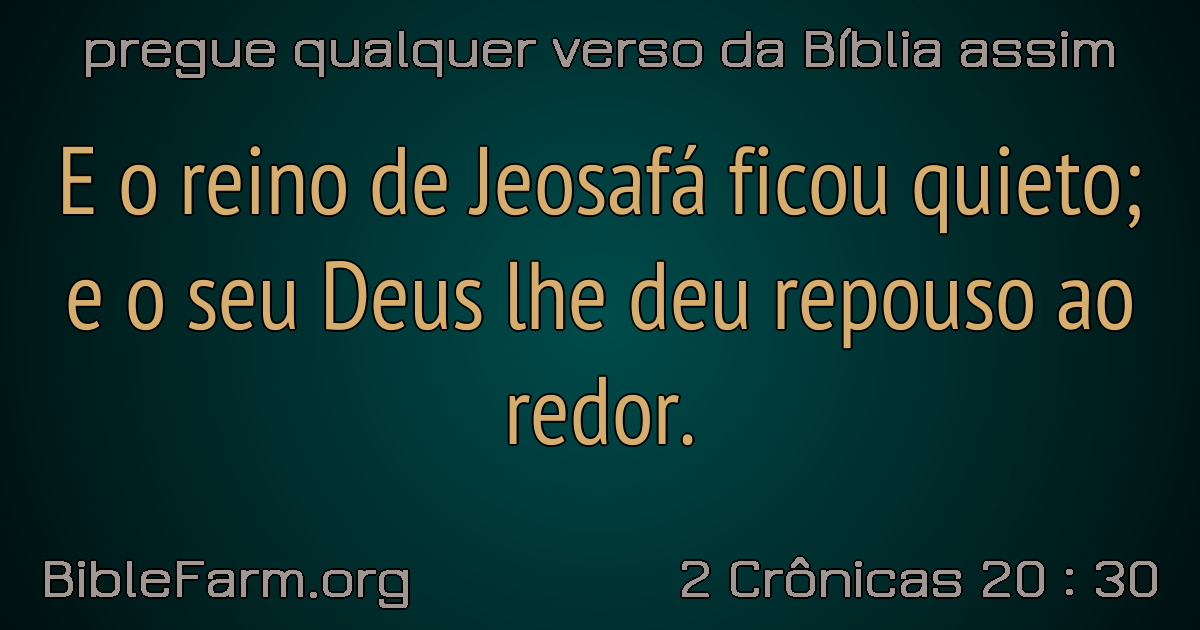 pregue qualquer verso da Bíblia assim
E o reino de Jeosafá ficou quieto;
e o seu Deus lhe deu repouso ao
redor.
BibleFarm.org
2 Crônicas 20 : 30